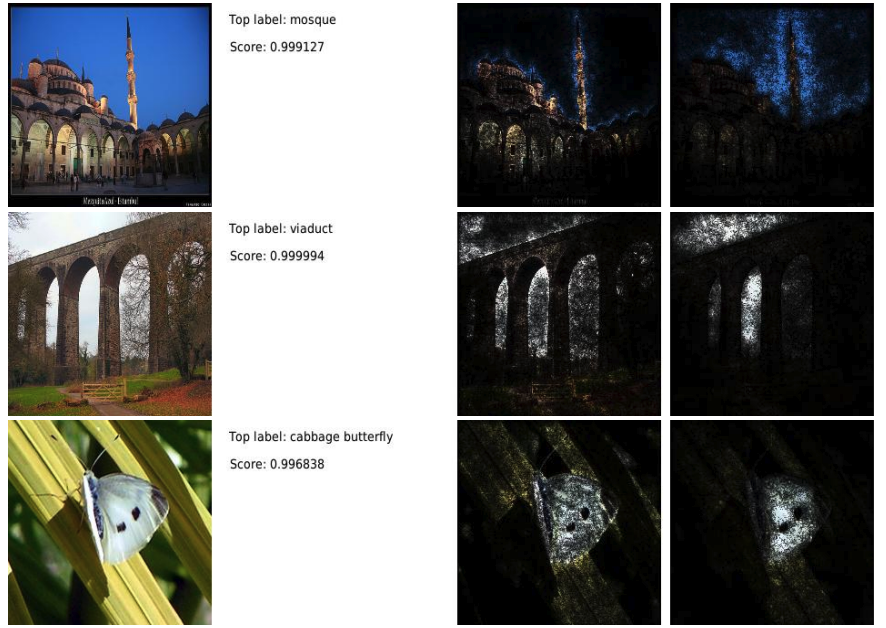 Top label: mosque
Score: 0.999127
Top label: viaduct
Score: 0.999994
Top label: cabbage butterfly
Score: 0.996838